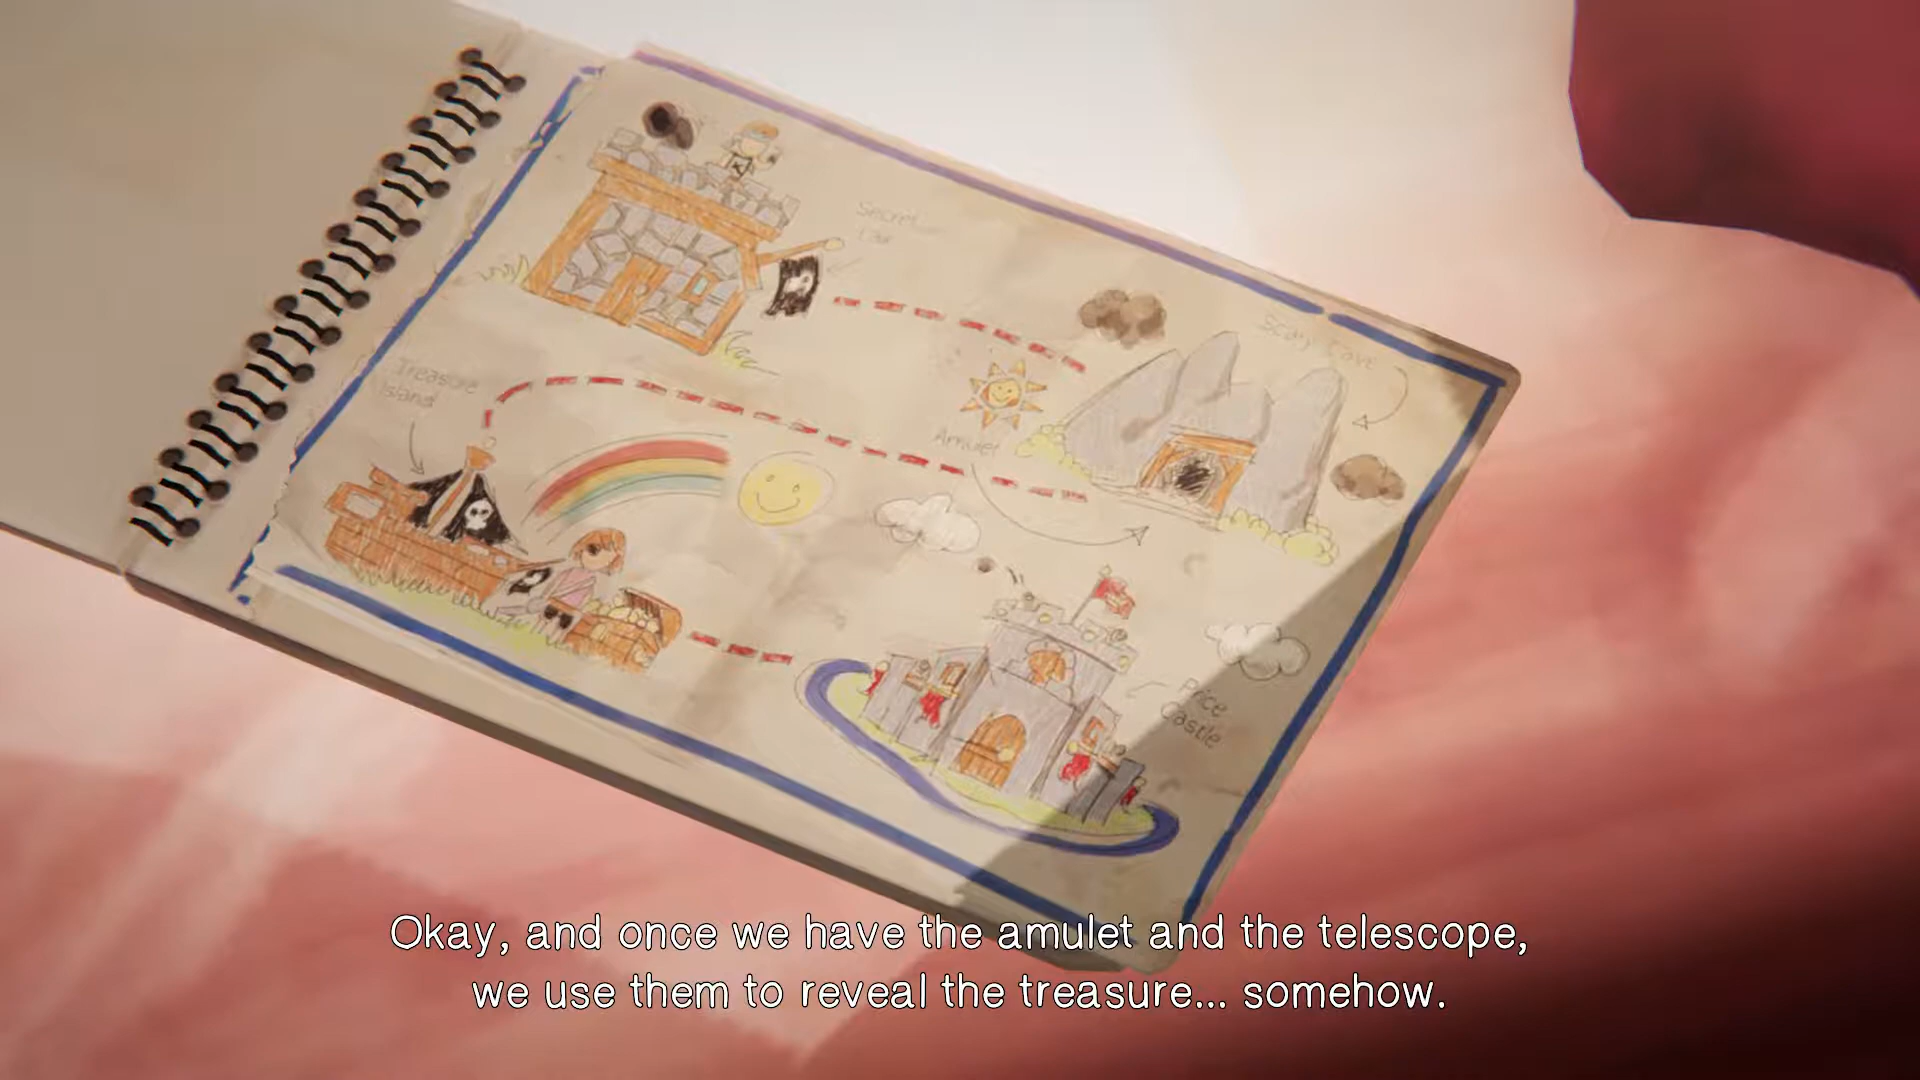 Secret
Lair
Scary Cave
Treasure
Island
Amulet
Price
Castle
Okay, and once we have the amulet and the telescope,
we use them to reveal the treasure... somehow.